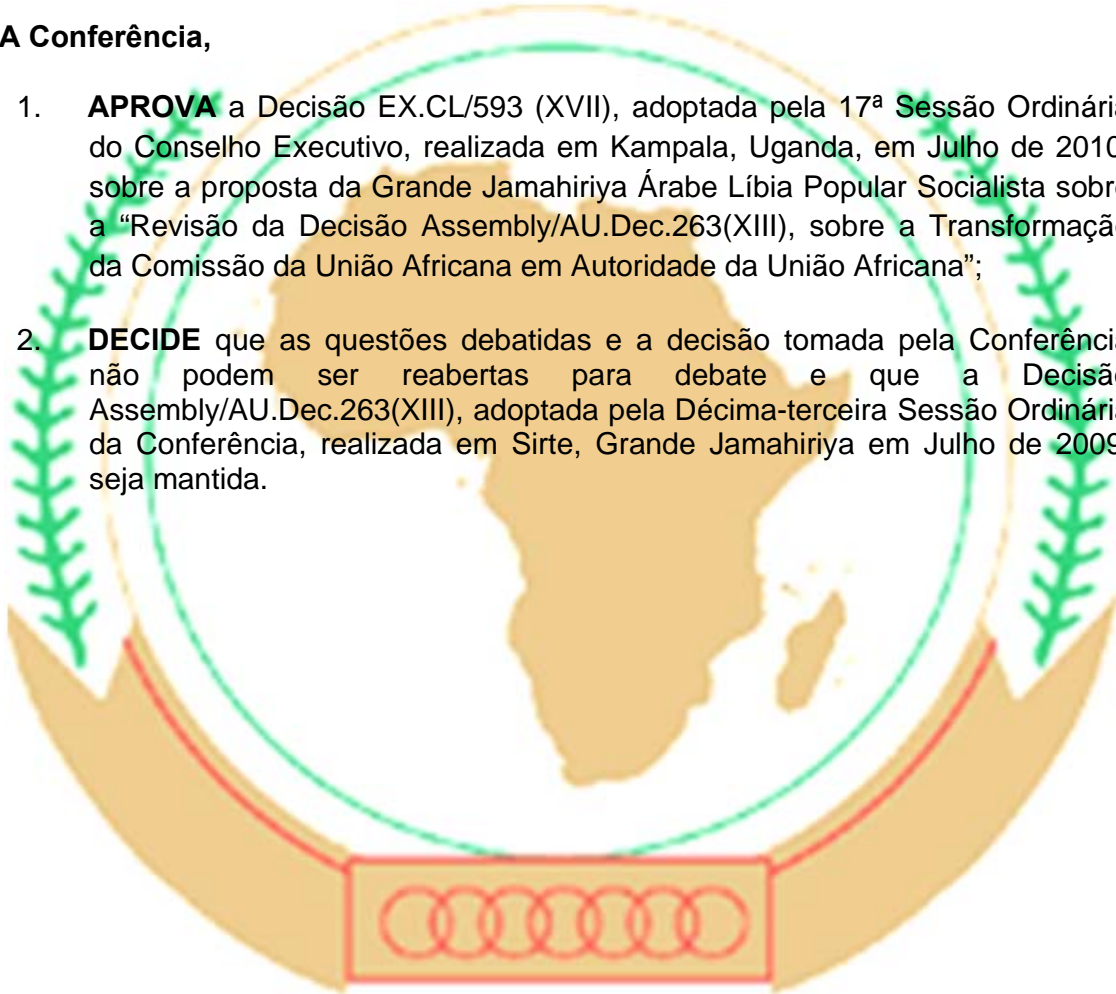 A Conferência,
1. APROVA a Decisão EX.CL/593 (XVII), adoptada pela 17ª Sessão Ordinári
do Conselho Executivo, realizada em Kampala, Uganda, em Julho de 2010
sobre a proposta da Grande Jamahiriya Árabe Líbia Popular Socialista sobr
a “Revisão da Decisão Assembly/AU.Dec.263(XIII), sobre a Transformaçã
da Comissão da União Africana em Autoridade da União Africana”;
2. DECIDE que as questões debatidas e a decisão tomada pela Conferênci
não podem ser reabertas para debate e que a Decisã
Assembly/AU.Dec.263(XIII), adoptada pela Décima-terceira Sessão Ordinári
da Conferência, realizada em Sirte, Grande Jamahiriya em Julho de 2009
seja mantida.